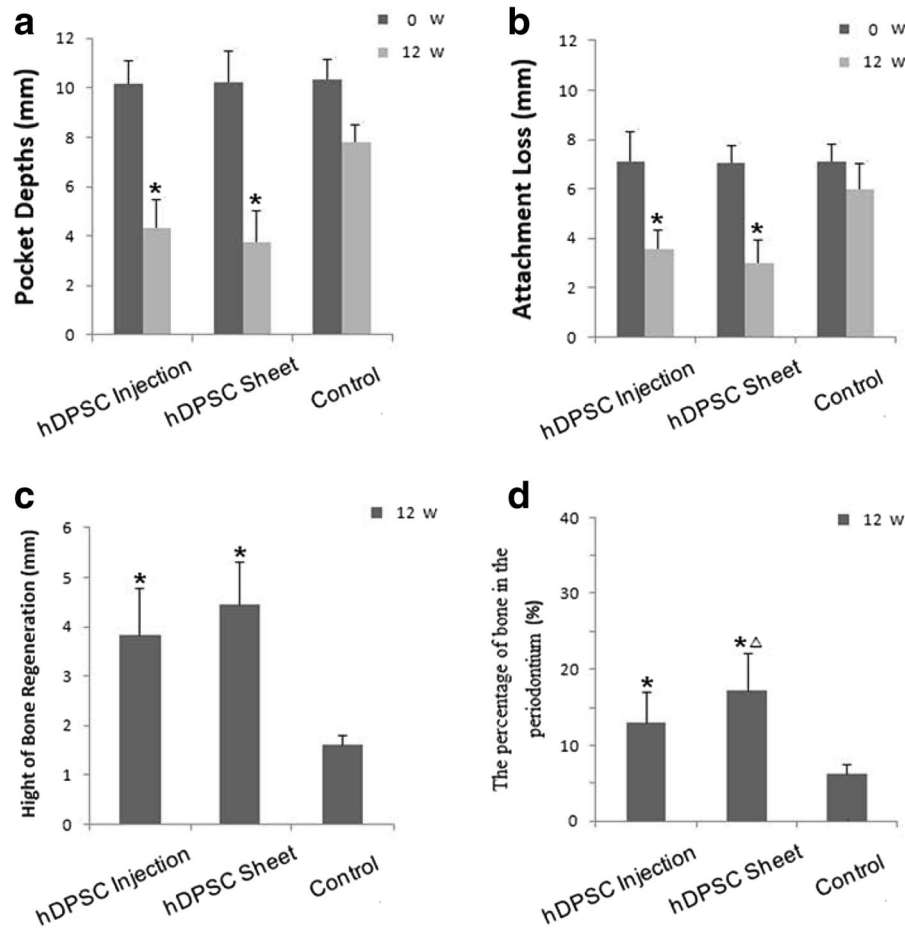 a
0 w
12 w
Pocket Depths (mm)
12
10
8
6
4
2
0
*
*
hDPSC Injection
hDPSC Sheet
Control
b
0 w
12 w
Attachment Loss (mm)
12
10
8
6
4
2
0
*
*
hDPSC Injection
hDPSC Sheet
Control
c
12 w
Hight of Bone Regeneration (mm)
6
5
4
3
2
1
0
*
*
hDPSC Injection
hDPSC Sheet
Control
d
12 w
The percentage of bone in the
periodontium (%)
40
30
20
15
10
5
0
*
*△
hDPSC Injection
hDPSC Sheet
Control